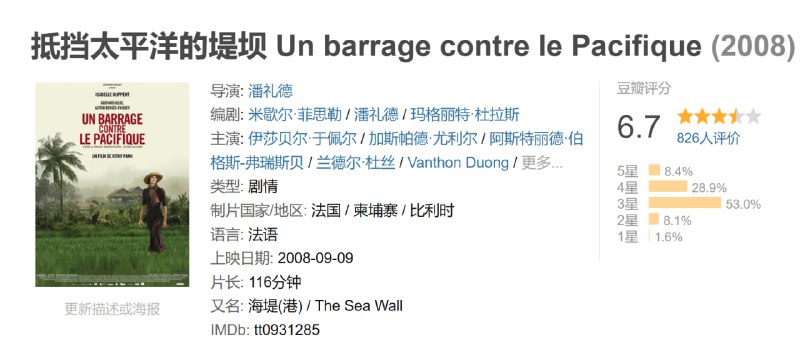 抵挡太平洋的堤坝 Un barrage contre le Pacifique (2008)
ISABELLE HUPPERT
GASPARD ULLIEL
ASTRID BERGES-FRISBEY
UN BARRAGE
CONTRE
LE PACIFIQUE
UN FILM DE RITHY PANH
更新描述或海报
导演: 潘礼德
编剧: 米歇尔·菲思勒 / 潘礼德 / 玛格丽特·杜拉斯
主演: 伊莎贝尔·于佩尔 / 加斯帕德·尤利尔 / 阿斯特丽德·伯
格斯-弗瑞斯贝 / 兰德尔·杜丝 / Vanthon Duong / 更多...
类型: 剧情
制片国家/地区: 法国 / 柬埔寨 / 比利时
语言: 法语
上映日期: 2008-09-09
片长: 116分钟
又名: 海堤(港) / The Sea Wall
IMDb: tt0931285
豆瓣评分
6.7
826人评价
5星 8.4%
4星 28.9%
3星 53.0%
2星 8.1%
1星 1.6%